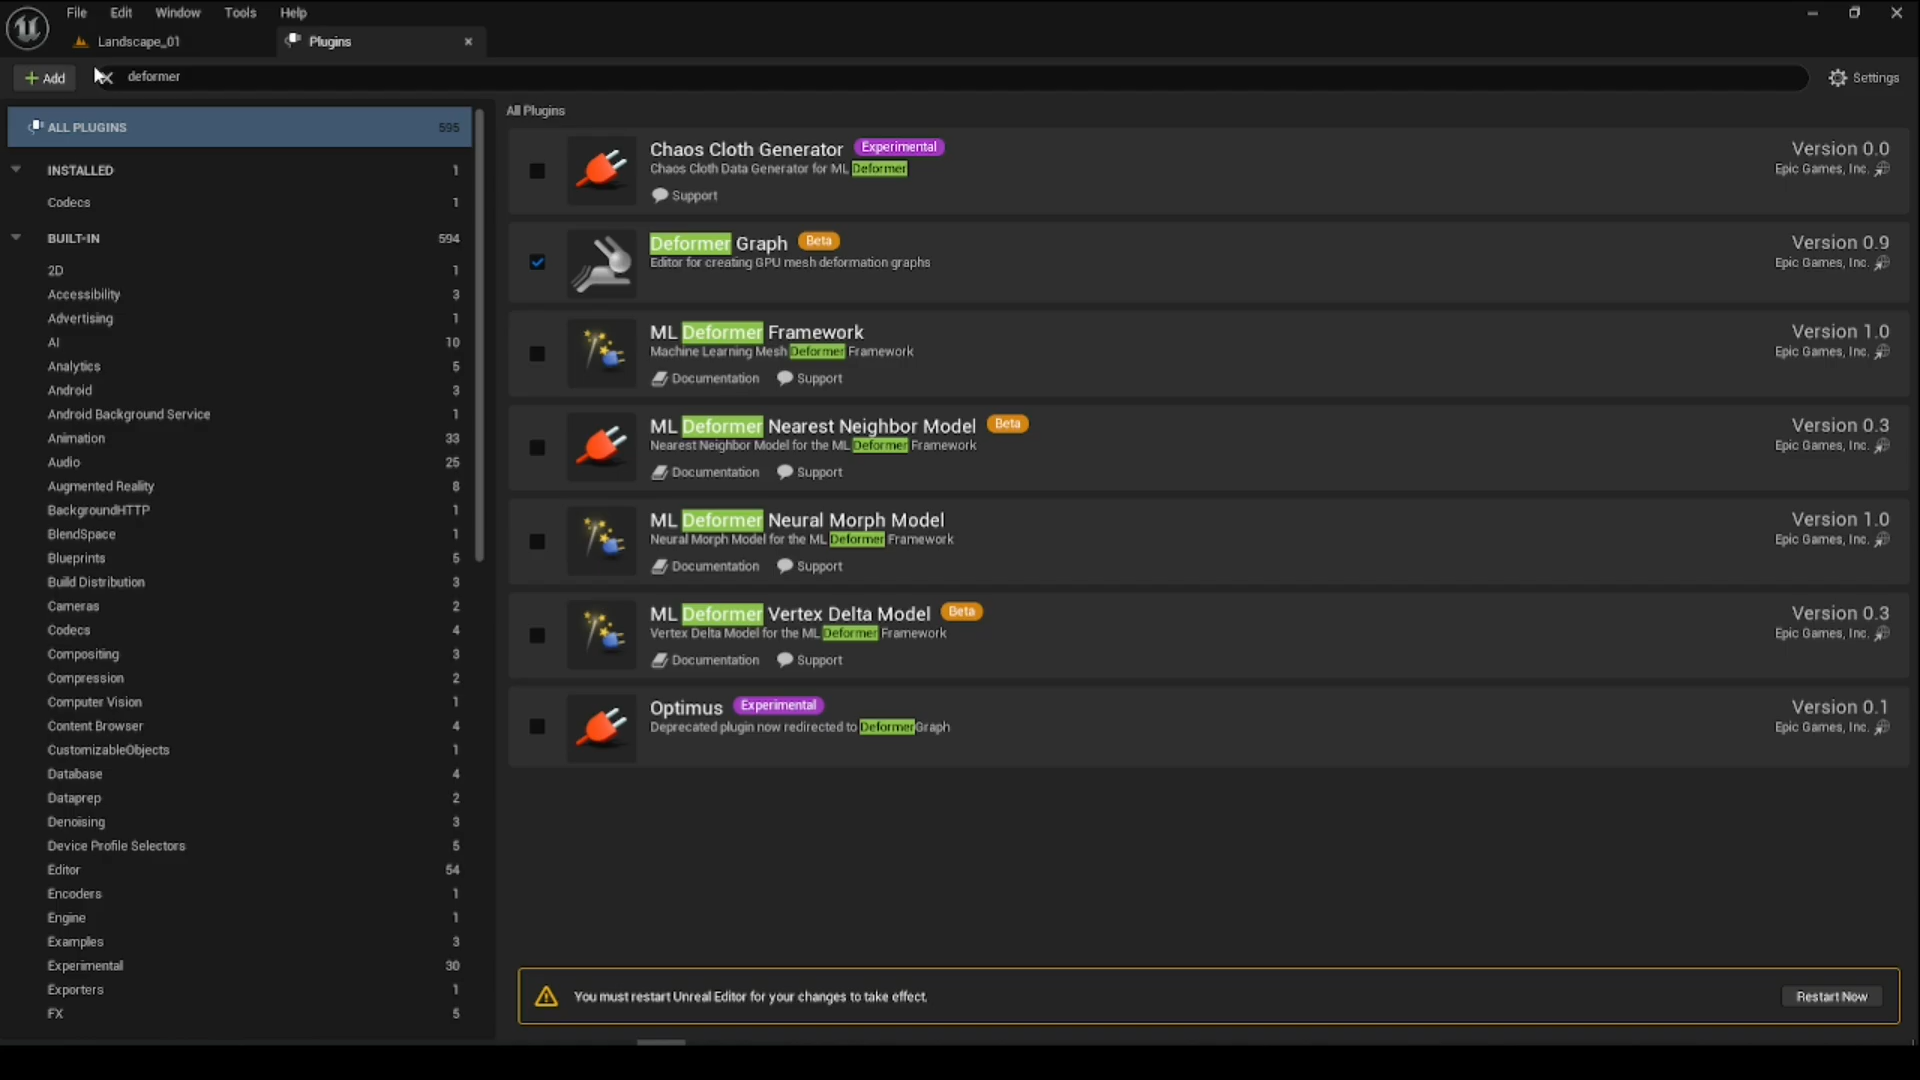 File Edit Window Tools Help
Landscape_01
Plugins
Add
deformer
Settings
ALL PLUGINS 595
INSTALLED 1
Codecs 1
BUILT-IN 594
2D 1
Accessibility 3
Advertising 1
AI 10
Analytics 5
Android 3
Android Background Service 1
Animation 33
Audio 25
Augmented Reality 8
BackgroundHTTP 1
BlendSpace 1
Blueprints 5
Build Distribution 3
Cameras 2
Codecs 4
Compositing 3
Compression 2
Computer Vision 1
Content Browser 4
CustomizableObjects 1
Database 4
Dataprep 2
Denoising 3
Device Profile Selectors 5
Editor 54
Encoders 1
Engine 1
Examples 3
Experimental 30
Exporters 1
FX 5
All Plugins
Chaos Cloth Generator Experimental Version 0.0
Chaos Cloth Data Generator for ML Deformer Epic Games, Inc.
Support
Deformer Graph Beta Version 0.9
Editor for creating GPU mesh deformation graphs Epic Games, Inc.
ML Deformer Framework Version 1.0
Machine Learning Mesh Deformer Framework Epic Games, Inc.
Documentation Support
ML Deformer Nearest Neighbor Model Beta Version 0.3
Nearest Neighbor Model for the ML Deformer Framework Epic Games, Inc.
Documentation Support
ML Deformer Neural Morph Model Version 1.0
Neural Morph Model for the ML Deformer Framework Epic Games, Inc.
Documentation Support
ML Deformer Vertex Delta Model Beta Version 0.3
Vertex Delta Model for the ML Deformer Framework Epic Games, Inc.
Documentation Support
Optimus Experimental Version 0.1
Deprecated plugin now redirected to DeformerGraph Epic Games, Inc.
You must restart Unreal Editor for your changes to take effect. Restart Now